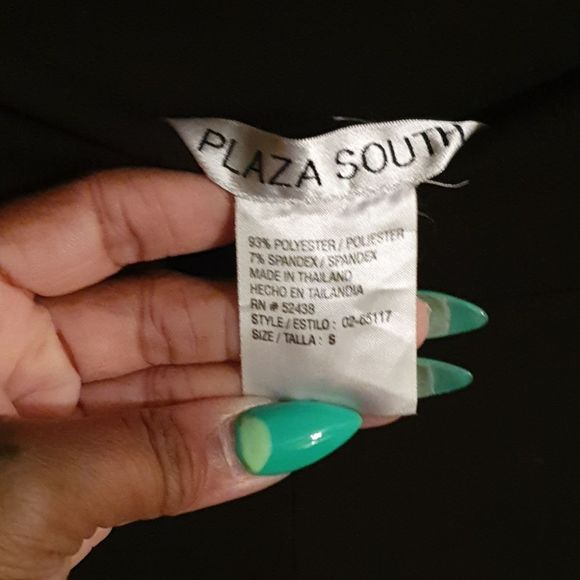 PLAZA SOUTH
93% POLYESTER / POLIESTER
7% SPANDEX / SPANDEX
MADE IN THAILAND
HECHO EN TAILANDIA
RN # 52438
STYLE / ESTILO : 02-65117
SIZE / TALLA : S